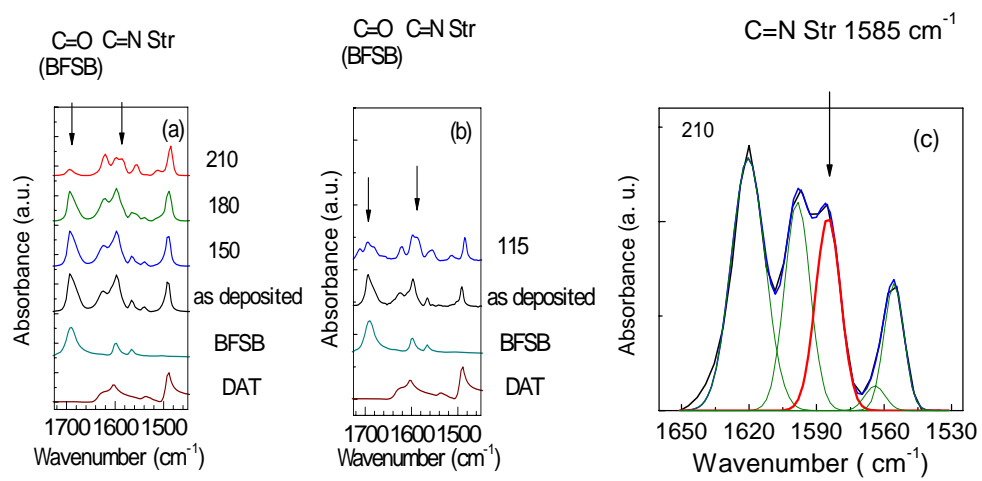 C=O C=N Str
(BFSB)
(a)
210
180
150
as deposited
BFSB
DAT
Absorbance (a.u.)
1700 1600 1500
Wavenumber (cm⁻¹)
C=O C=N Str
(BFSB)
(b)
115
as deposited
BFSB
DAT
Absorbance (a.u.)
1700 1600 1500
Wavenumber (cm⁻¹)
C=N Str 1585 cm⁻¹
210
(c)
Absorbance (a. u.)
1650 1620 1590 1560 1530
Wavenumber ( cm⁻¹)